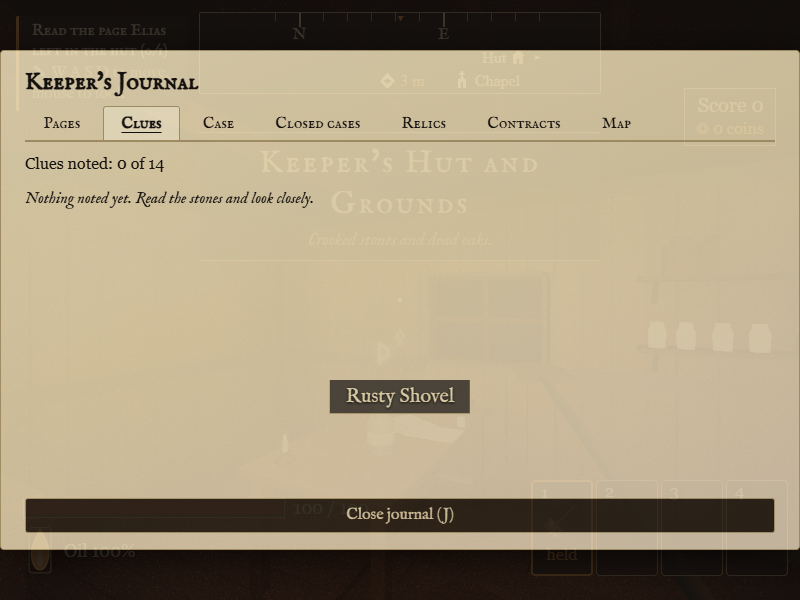 Read the page Elias
left in the hut (0/1)
N
E
Hut
3 m
Chapel
Keeper's Journal
Score 0
0 coins
Pages
Clues
Case
Closed cases
Relics
Contracts
Map
Clues noted: 0 of 14
Keeper's Hut and
Grounds
Nothing noted yet. Read the stones and look closely.
Crooked stones and dead oaks.
Rusty Shovel
1
2
3
4
100 /
Close journal (J)
Oil 100%
held